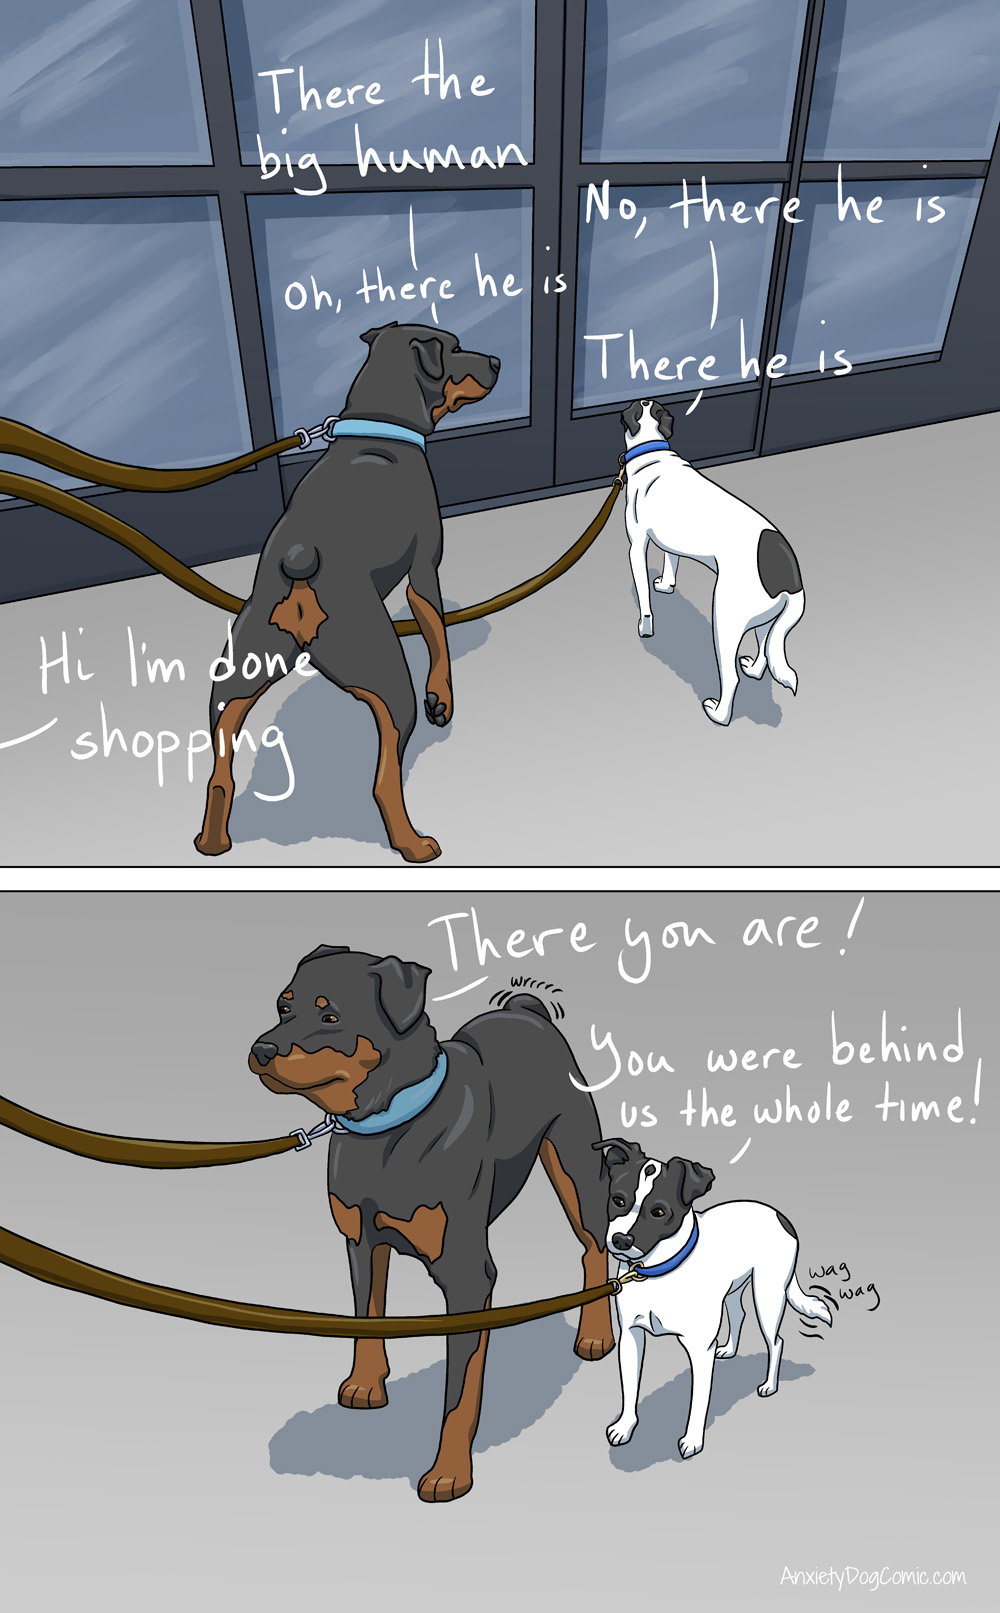 There the
big human
Oh, there he is
No, there he is
There he is
Hi I'm done
shopping
There you are!
wrrrrr
You were behind
us the whole time!
wag
wag
AnxietyDogComic.com